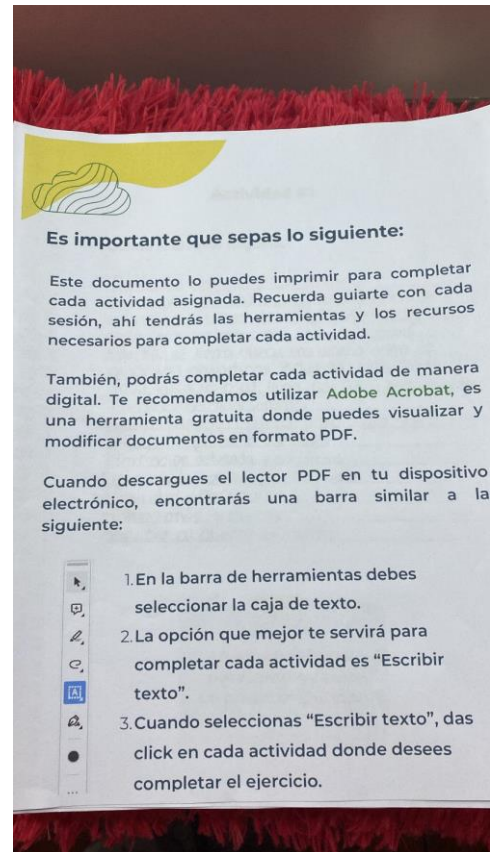 Es importante que sepas lo siguiente:
Este documento lo puedes imprimir para completar
cada actividad asignada. Recuerda guiarte con cada
sesión, ahí tendrás las herramientas y los recursos
necesarios para completar cada actividad.
También, podrás completar cada actividad de manera
digital. Te recomendamos utilizar Adobe Acrobat, es
una herramienta gratuita donde puedes visualizar y
modificar documentos en formato PDF.
Cuando descargues el lector PDF en tu dispositivo
electrónico, encontrarás una barra similar a la
siguiente:
1.En la barra de herramientas debes
seleccionar la caja de texto.
2.La opción que mejor te servirá para
completar cada actividad es “Escribir
texto”.
3.Cuando seleccionas “Escribir texto”, das
click en cada actividad donde desees
completar el ejercicio.